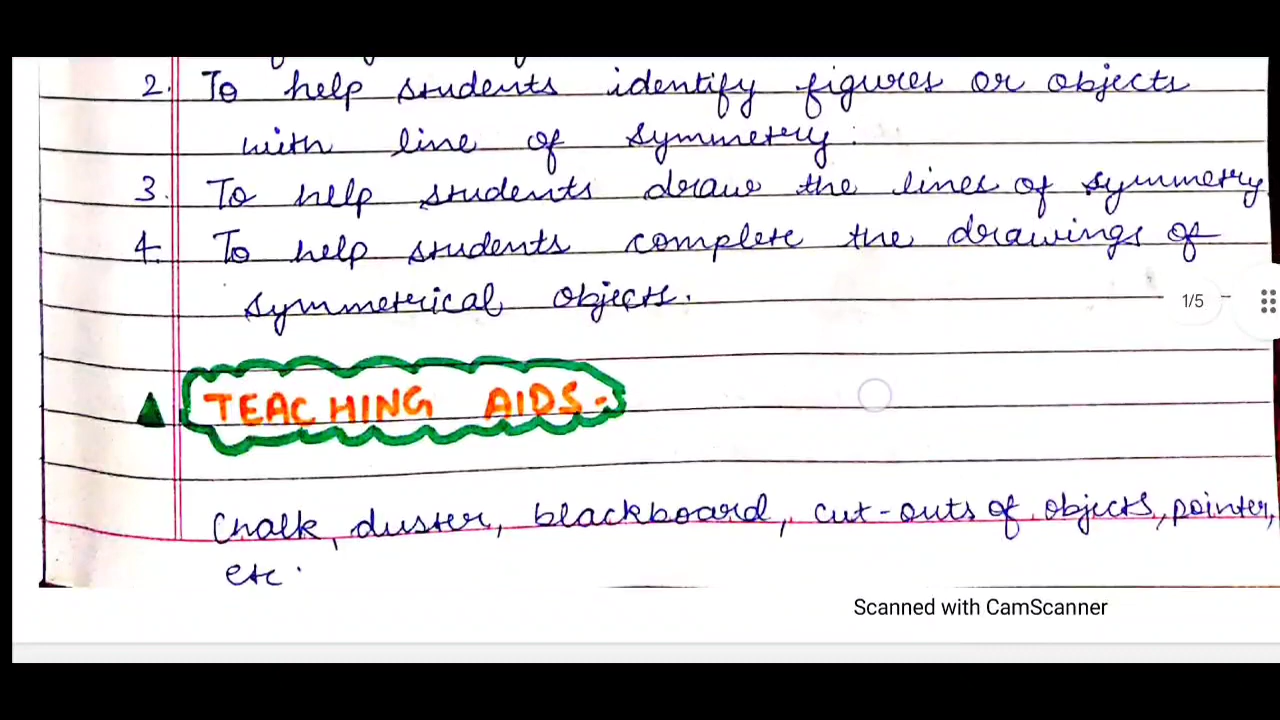 2. To help students identify figures or objects
with line of symmetry.
3. To help students draw the lines of symmetry
4. To help students complete the drawings of
symmetrical objects.
1/5
TEACHING AIDS.
Chalk, duster, blackboard, cut-outs of objects, pointer,
etc.
Scanned with CamScanner